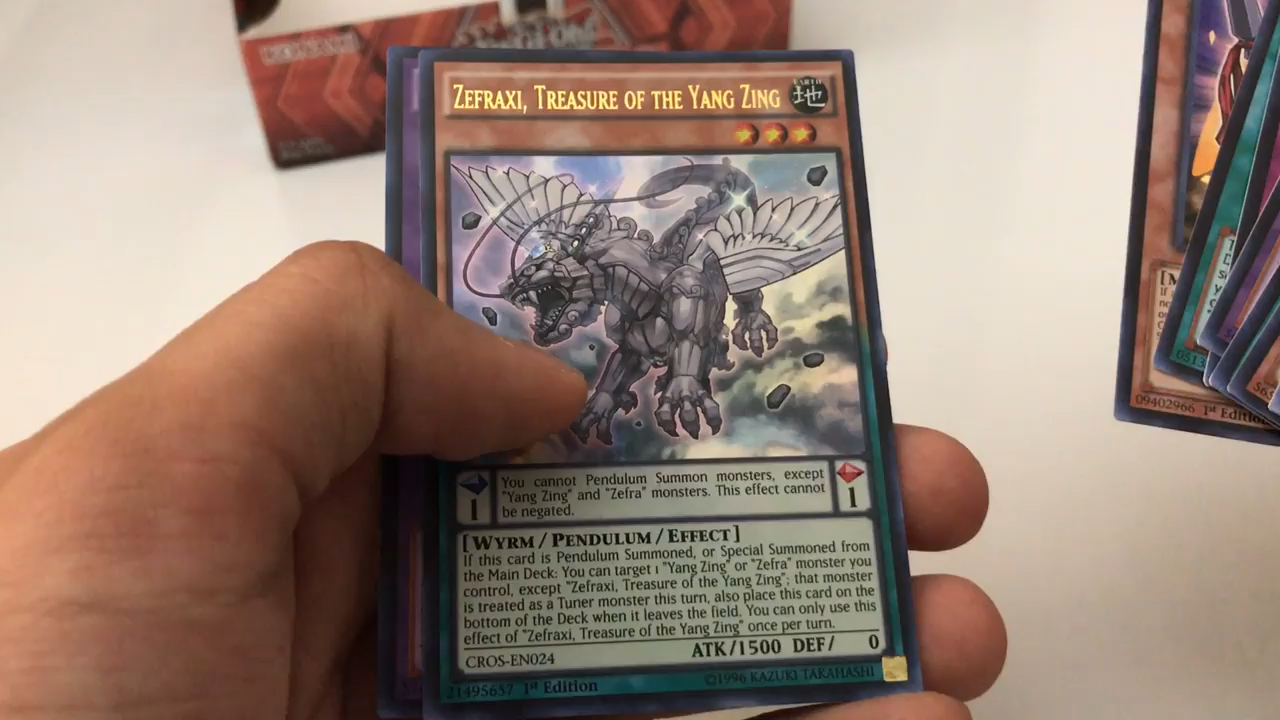 KONAMI
ZEFRAXI, TREASURE OF THE YANG ZING
EARTH
地
1
You cannot Pendulum Summon monsters, except
"Yang Zing" and "Zefra" monsters. This effect cannot
be negated.
1
[WYRM/PENDULUM/EFFECT]
If this card is Pendulum Summoned, or Special Summoned from
the Main Deck: You can target 1 "Yang Zing" or "Zefra" monster you
control, except "Zefraxi, Treasure of the Yang Zing"; that monster
is treated as a Tuner monster this turn, also place this card on the
bottom of the Deck when it leaves the field. You can only use this
effect of "Zefraxi, Treasure of the Yang Zing" once per turn.
ATK/1500 DEF/ 0
CROS-EN024
21495657 1st Edition
©1996 KAZUKI TAKAHASHI
09402966 1st Edition
0513